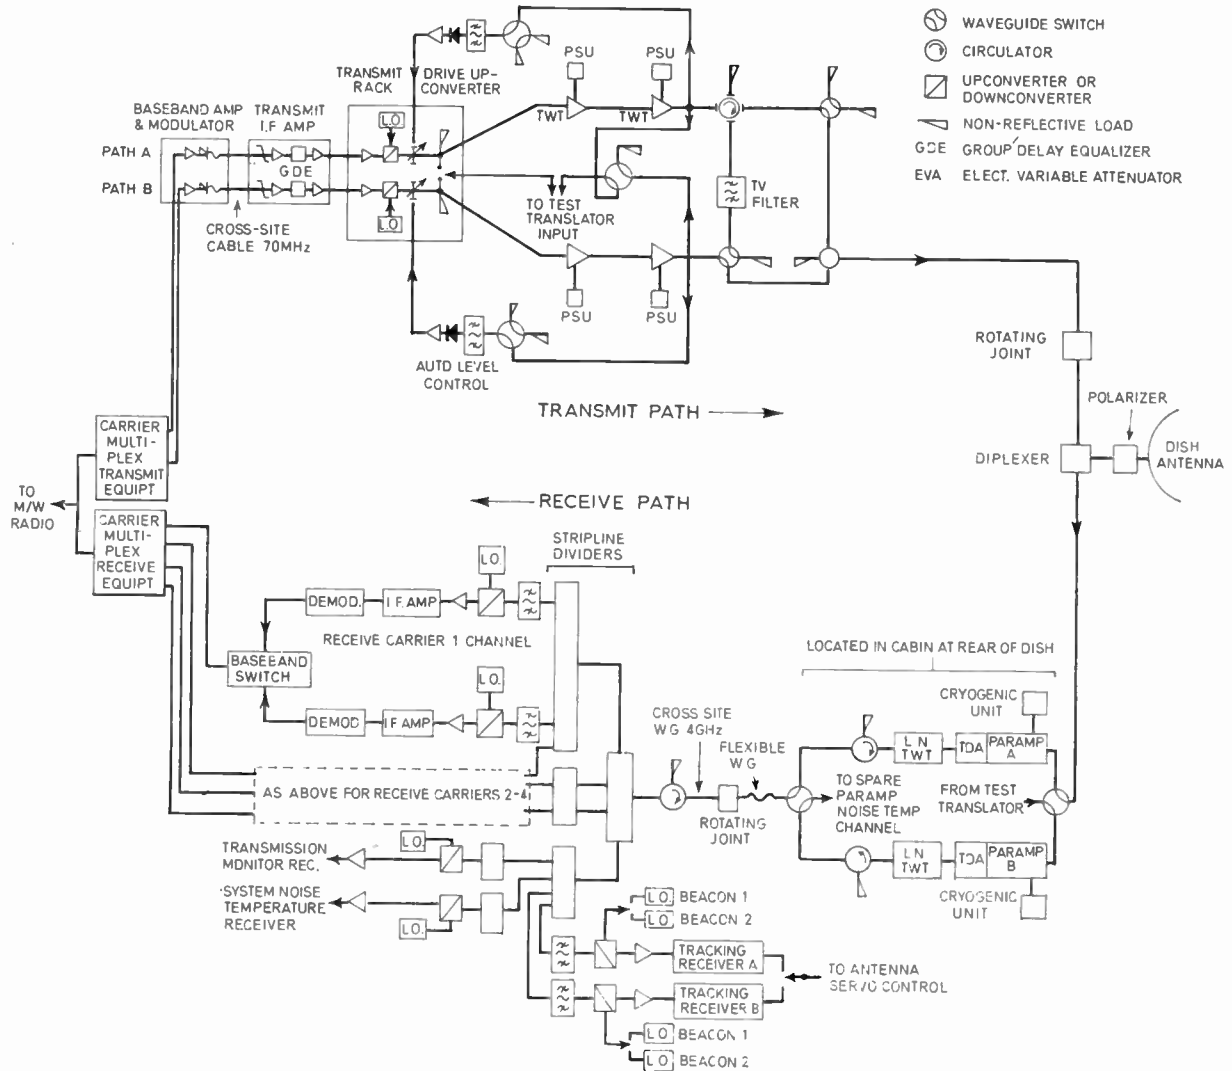 WAVEGUIDE SWITCH
CIRCULATOR
UPCONVERTER OR
DOWNCONVERTER
NON-REFLECTIVE LOAD
GDE GROUP DELAY EQUALIZER
EVA ELECT. VARIABLE ATTENUATOR
PSU
PSU
TRANSMIT
RACK
DRIVE UP-
CONVERTER
BASEBAND AMP
& MODULATOR
TRANSMIT
I.F AMP
L.O
TWT
TWT
PATH A
GDE
PATH B
L.O
CROSS-SITE
CABLE 70MHz
TO TEST
TRANSLATOR
INPUT
TV
FILTER
PSU
PSU
AUTO LEVEL
CONTROL
ROTATING
JOINT
TRANSMIT PATH
POLARIZER
CARRIER
MULTI-
PLEX
TRANSMIT
EQUIPT
DIPLEXER
DISH
ANTENNA
TO
M/W
RADIO
RECEIVE PATH
CARRIER
MULTI-
PLEX
RECEIVE
EQUIPT
STRIPLINE
DIVIDERS
L.O.
DEMOD.
I.F. AMP
RECEIVE CARRIER 1 CHANNEL
BASEBAND
SWITCH
L.O.
DEMOD
I.F AMP
LOCATED IN CABIN AT REAR OF DISH
CRYOGENIC
UNIT
CROSS SITE
WG 4GHz
FLEXIBLE
WG
LN
TWT
TDA
PARAMP
A
AS ABOVE FOR RECEIVE CARRIERS 2-4
TO SPARE
PARAMP
NOISE TEMP
CHANNEL
FROM TEST
TRANSLATOR
ROTATING
JOINT
L.O.
TRANSMISSION
MONITOR REC.
LN
TWT
TDA
PARAMP
B
SYSTEM NOISE
TEMPERATURE
RECEIVER
L.O.
CRYOGENIC
UNIT
L.O. BEACON 1
L.O BEACON 2
TRACKING
RECEIVER A
TO ANTENNA
SERVO CONTROL
TRACKING
RECEIVER B
L.O BEACON 1
L.O. BEACON 2